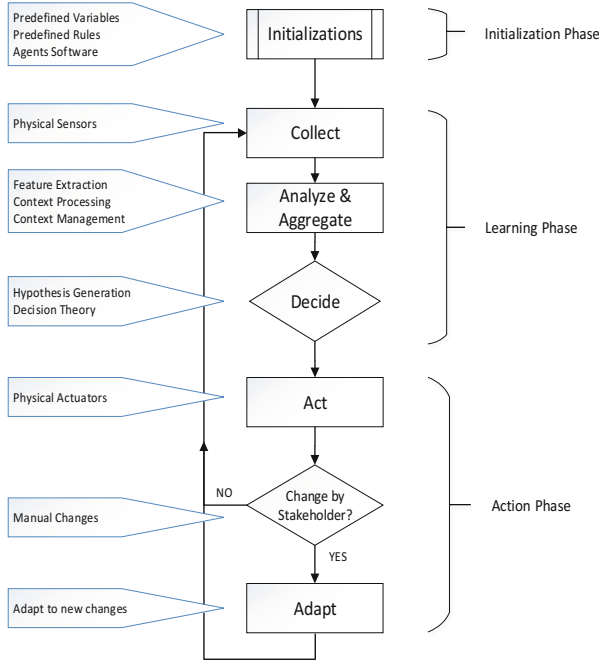 Predefined Variables
Predefined Rules
Agents Software
Initializations
Initialization Phase
Physical Sensors
Collect
Feature Extraction
Context Processing
Context Management
Analyze &
Aggregate
Learning Phase
Hypothesis Generation
Decision Theory
Decide
Physical Actuators
Act
NO
Change by
Stakeholder?
Manual Changes
Action Phase
YES
Adapt to new changes
Adapt